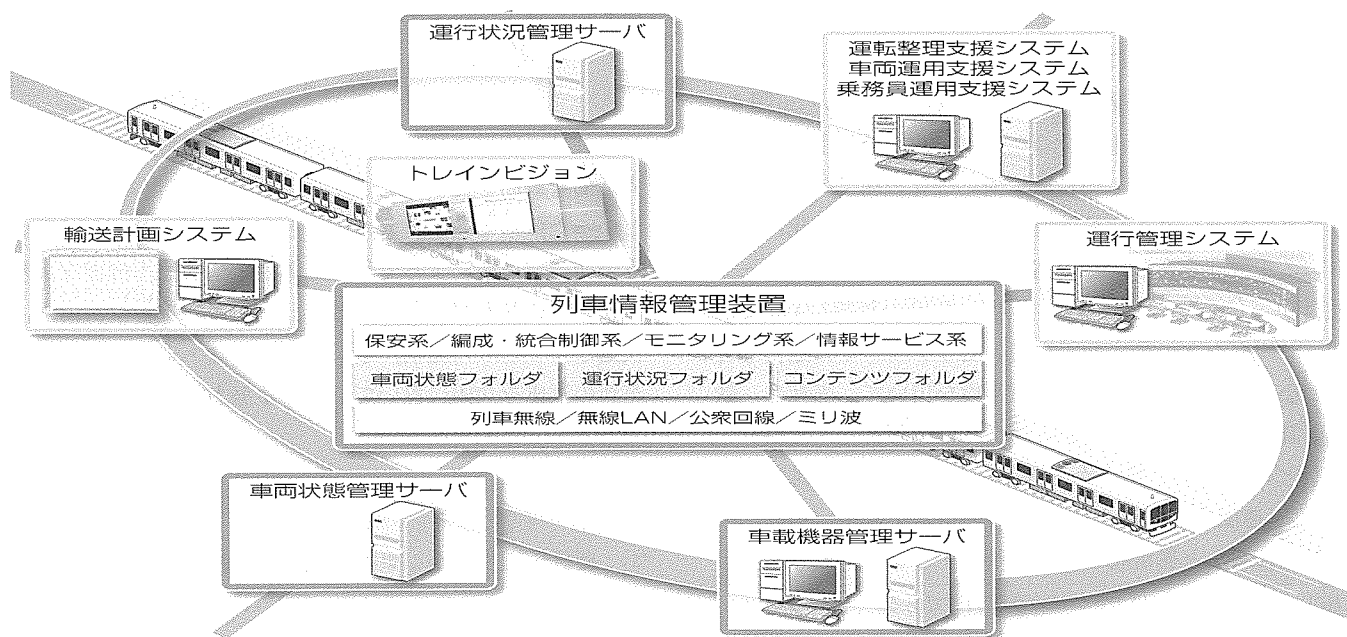 運行状況管理サーバ
運転整理支援システム
車両運用支援システム
乗務員運用支援システム
トレインビジョン
輸送計画システム
運行管理システム
列車情報管理装置
保安系/編成・統合制御系/モニタリング系/情報サービス系
車両状態フォルダ
運行状況フォルダ
コンテンツフォルダ
列車無線/無線LAN/公衆回線/ミリ波
車両状態管理サーバ
車載機器管理サーバ